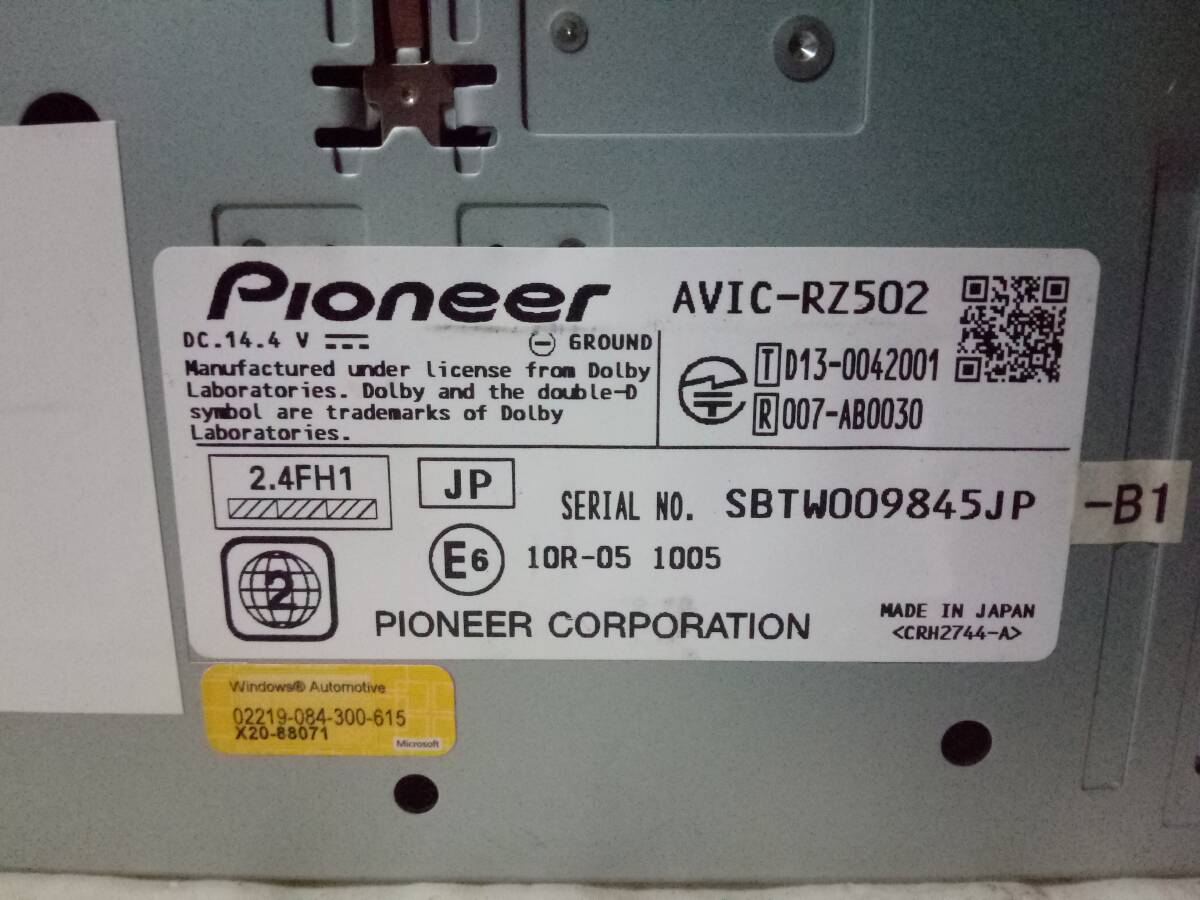 Pioneer
AVIC-RZ502
DC.14.4 V
GROUND
Manufactured under license from Dolby
Laboratories. Dolby and the double-D
symbol are trademarks of Dolby
Laboratories.
T D13-0042001
R 007-AB0030
2.4FH1
JP
SERIAL NO. SBTW009845JP
-B1
2
E6 10R-05 1005
PIONEER CORPORATION
MADE IN JAPAN
<CRH2744-A>
Windows® Automotive
02219-084-300-615
X20-88071
Microsoft